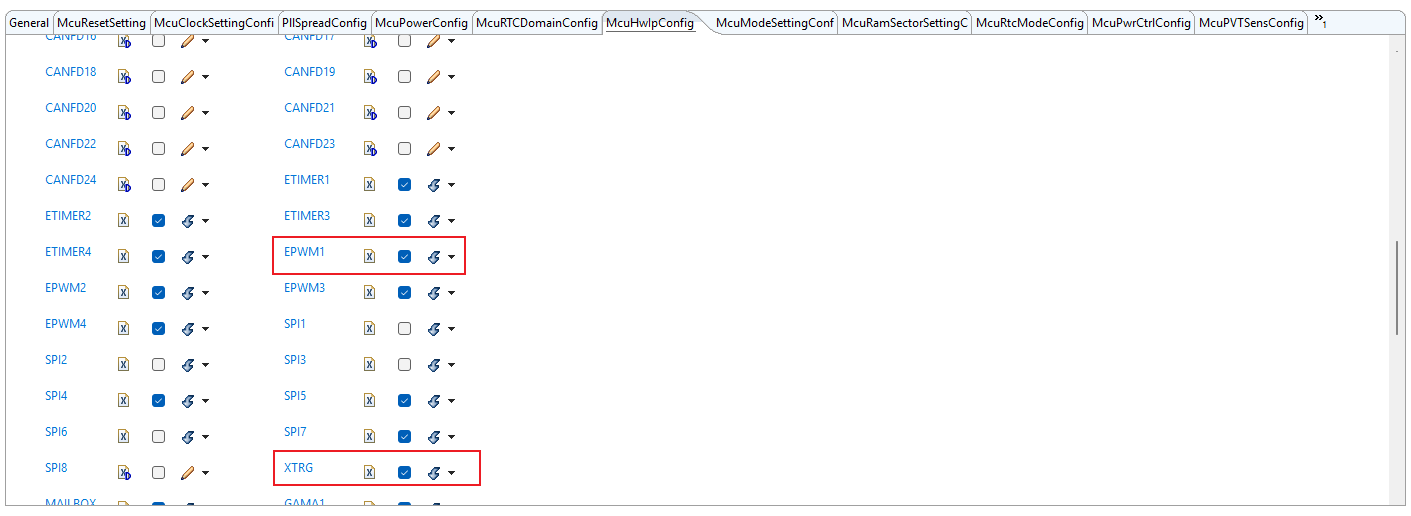 General McuResetSetting McuClockSettingConfi PllSpreadConfig McuPowerConfig McuRTCDomainConfig McuHwIpConfig McuModeSettingConf McuRamSectorSettingC McuRtcModeConfig McuPwrCtrlConfig McuPVTSensConfig »1
CANFD16 CANFD17
CANFD18 CANFD19
CANFD20 CANFD21
CANFD22 CANFD23
CANFD24 ETIMER1
ETIMER2 ETIMER3
ETIMER4 EPWM1
EPWM2 EPWM3
EPWM4 SPI1
SPI2 SPI3
SPI4 SPI5
SPI6 SPI7
SPI8 XTRG
MAILBOX GAMA1